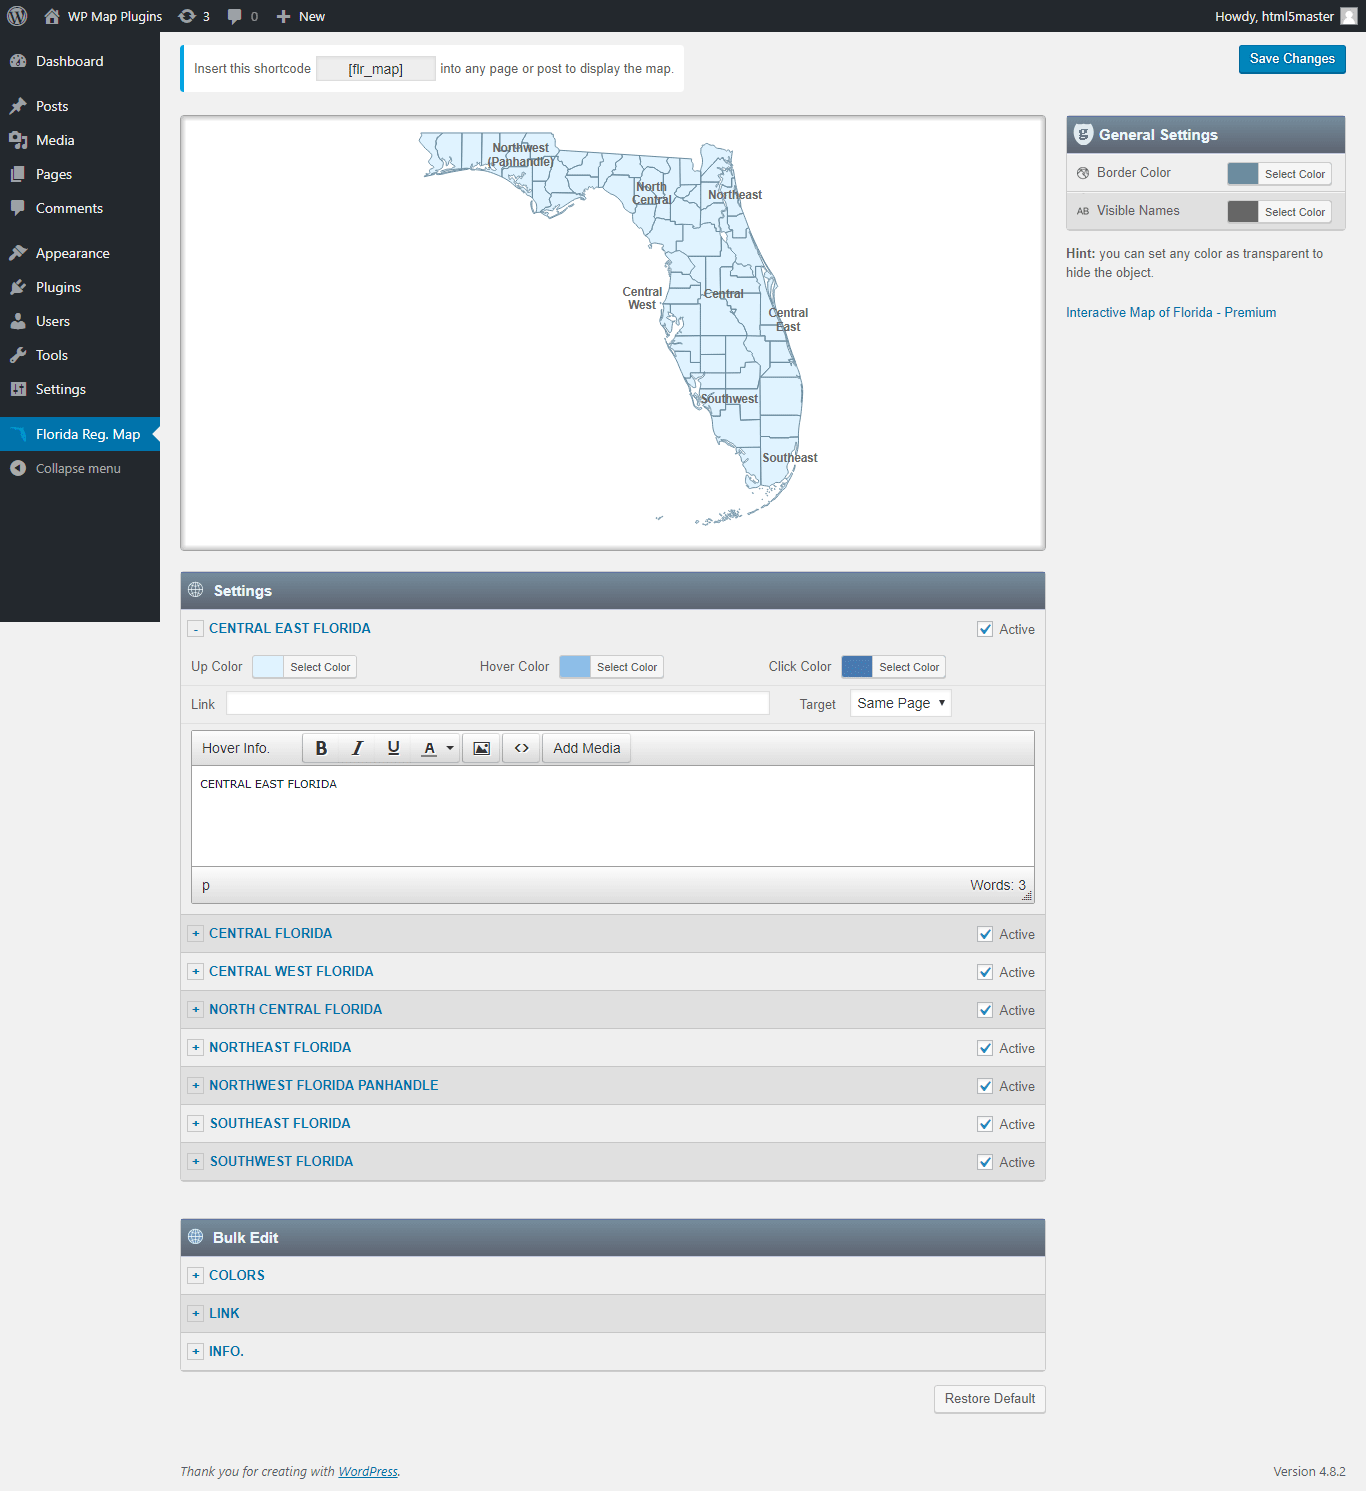 WP Map Plugins 3 0 New Howdy, html5master
Dashboard
Posts
Media
Pages
Comments
Appearance
Plugins
Users
Tools
Settings
Florida Reg. Map
Collapse menu
Insert this shortcode [flr_map] into any page or post to display the map.
Save Changes
Northwest
(Panhandle)
North
Central
Northeast
Central
West
Central
Central
East
Southwest
Southeast
g General Settings
Border Color Select Color
AB Visible Names Select Color
Hint: you can set any color as transparent to
hide the object.
Interactive Map of Florida - Premium
Settings
- CENTRAL EAST FLORIDA Active
Up Color Select Color Hover Color Select Color Click Color Select Color
Link Target Same Page
Hover Info. B I U A <> Add Media
CENTRAL EAST FLORIDA
p Words: 3
+ CENTRAL FLORIDA Active
+ CENTRAL WEST FLORIDA Active
+ NORTH CENTRAL FLORIDA Active
+ NORTHEAST FLORIDA Active
+ NORTHWEST FLORIDA PANHANDLE Active
+ SOUTHEAST FLORIDA Active
+ SOUTHWEST FLORIDA Active
Bulk Edit
+ COLORS
+ LINK
+ INFO.
Restore Default
Thank you for creating with WordPress. Version 4.8.2